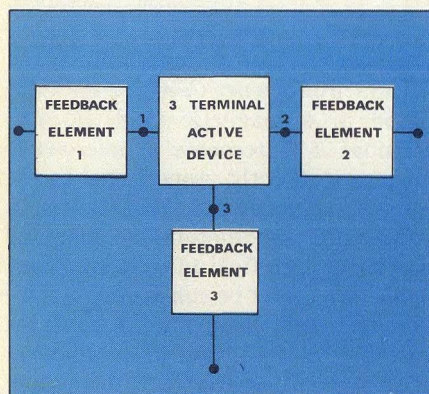 FEEDBACK
ELEMENT
1
1
3 TERMINAL
ACTIVE
DEVICE
2
FEEDBACK
ELEMENT
2
3
FEEDBACK
ELEMENT
3